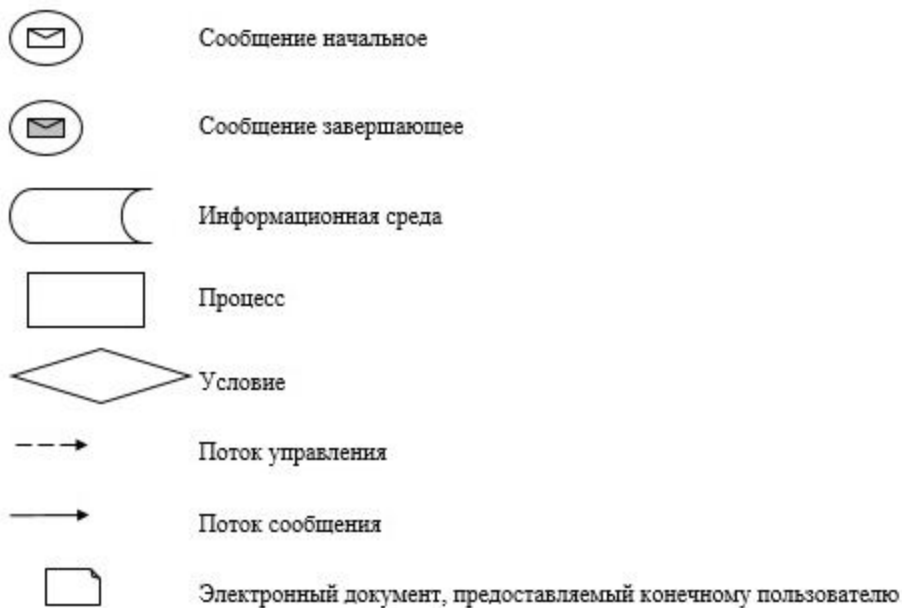 Сообщение начальное
Сообщение завершающее
Информационная среда
Процесс
Условие
Поток управления
Поток сообщения
Электронный документ, предоставляемый конечному пользователю